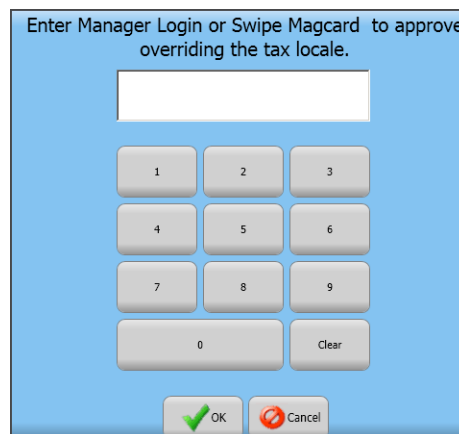 Enter Manager Login or Swipe Magcard to approve
overriding the tax locale.
1 2 3
4 5 6
7 8 9
0 Clear
OK Cancel